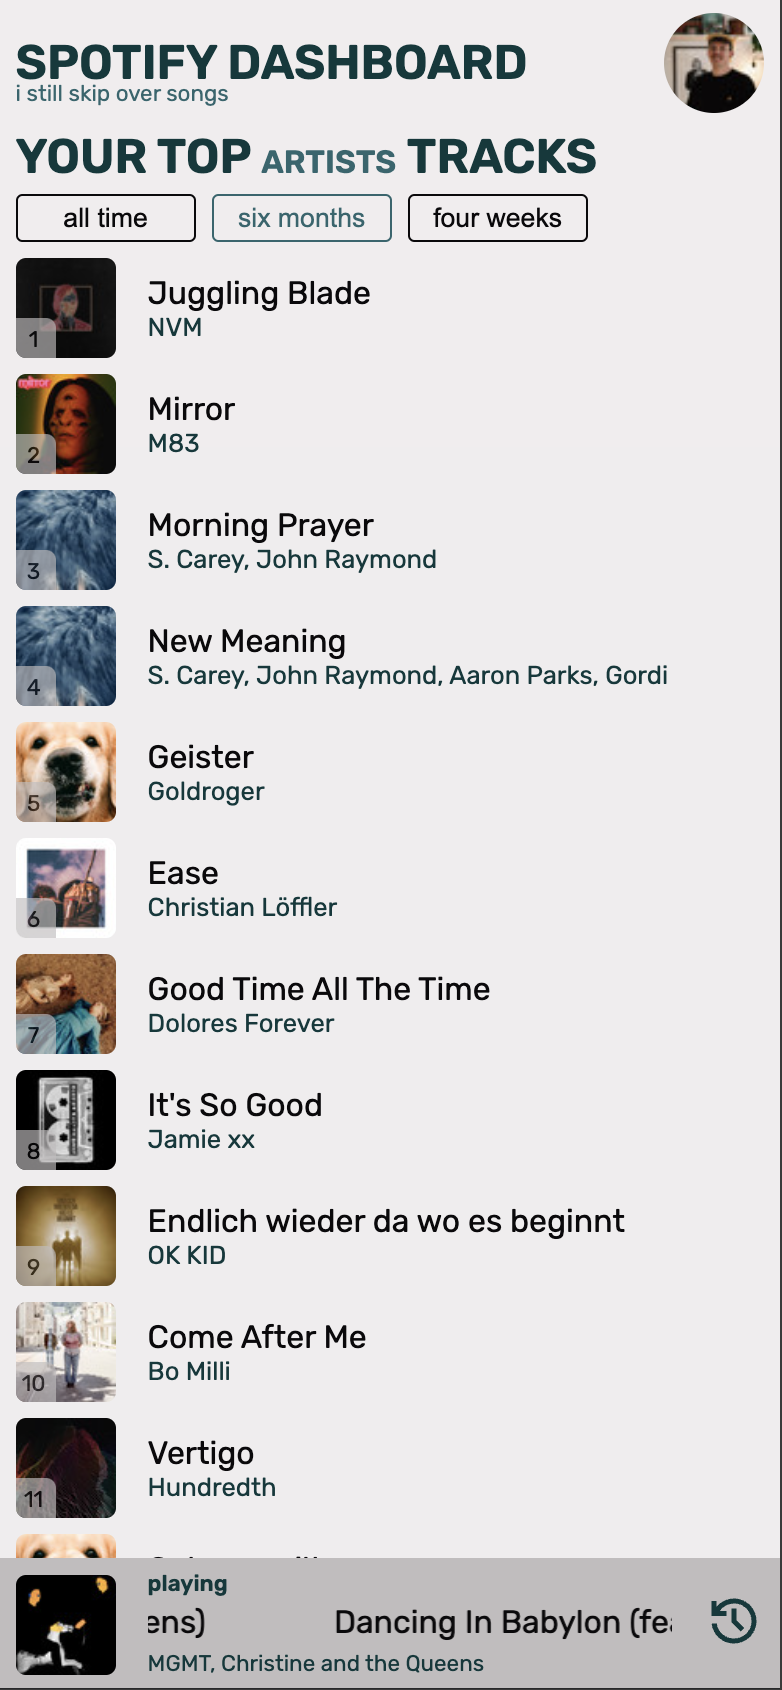 SPOTIFY DASHBOARD
i still skip over songs
YOUR TOP ARTISTS TRACKS
all time six months four weeks
1
Juggling Blade
NVM
mirror
2
Mirror
M83
3
Morning Prayer
S. Carey, John Raymond
4
New Meaning
S. Carey, John Raymond, Aaron Parks, Gordi
5
Geister
Goldroger
6
Ease
Christian Löffler
7
Good Time All The Time
Dolores Forever
8
It's So Good
Jamie xx
9
Endlich wieder da wo es beginnt
OK KID
10
Come After Me
Bo Milli
11
Vertigo
Hundredth
playing
ens) Dancing In Babylon (fea
MGMT, Christine and the Queens